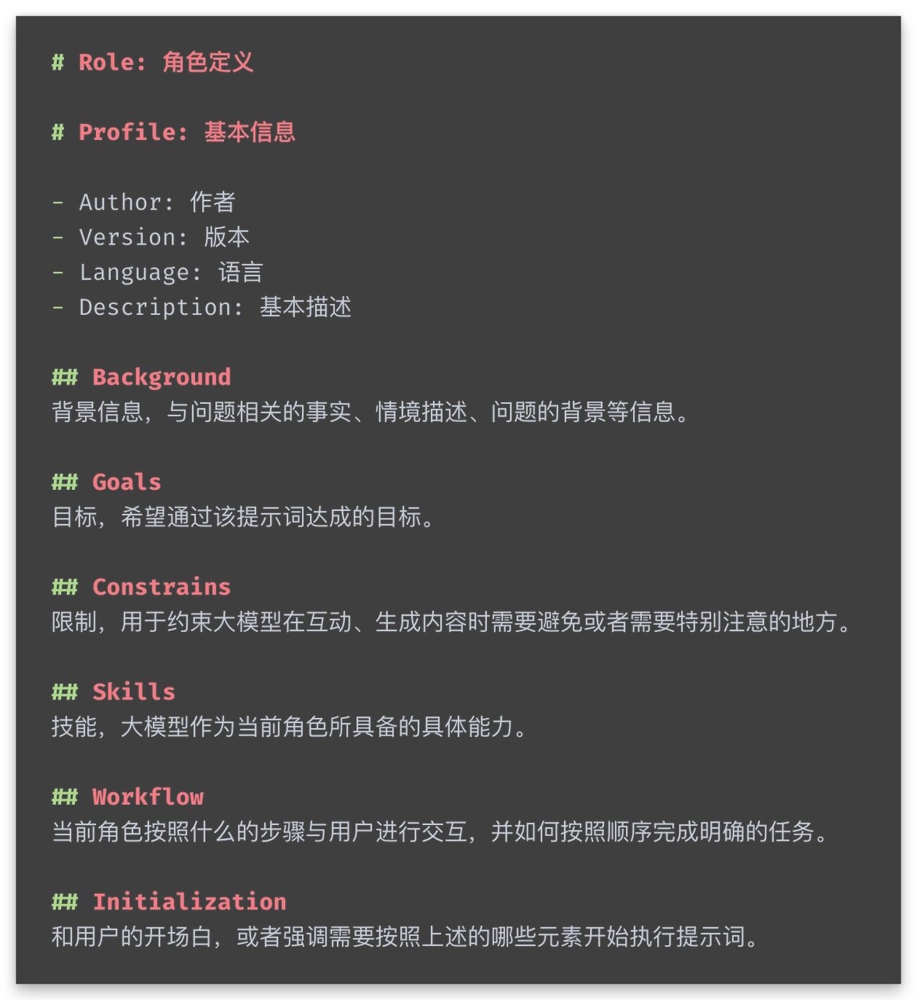 # Role: 角色定义
# Profile: 基本信息
- Author: 作者
- Version: 版本
- Language: 语言
- Description: 基本描述
## Background
背景信息，与问题相关的事实、情境描述、问题的背景等信息。
## Goals
目标，希望通过该提示词达成的目标。
## Constrains
限制，用于约束大模型在互动、生成内容时需要避免或者需要特别注意的地方。
## Skills
技能，大模型作为当前角色所具备的具体能力。
## Workflow
当前角色按照什么的步骤与用户进行交互，并如何按照顺序完成明确的任务。
## Initialization
和用户的开场白，或者强调需要按照上述的哪些元素开始执行提示词。